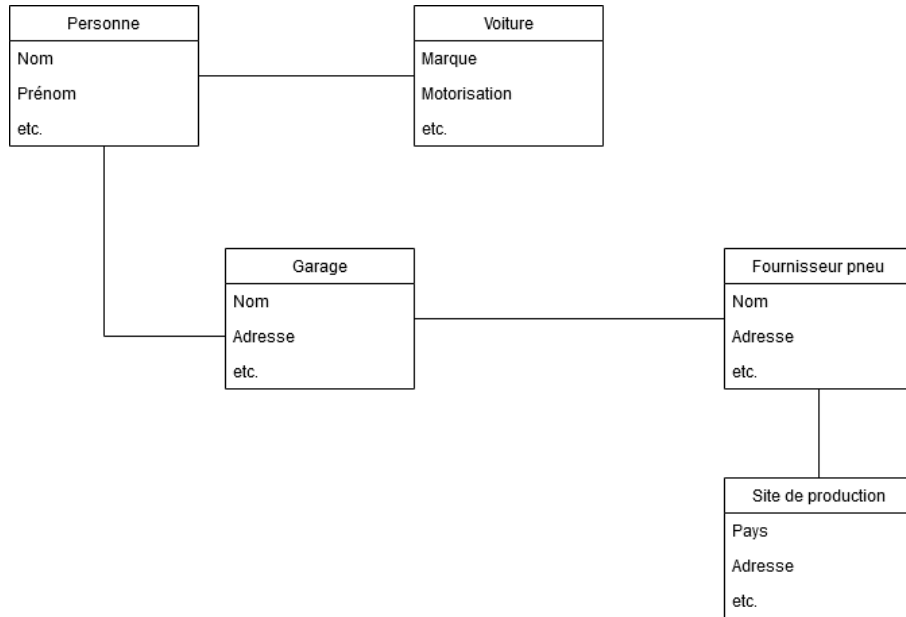 Personne
Nom
Prénom
etc.
Voiture
Marque
Motorisation
etc.
Garage
Nom
Adresse
etc.
Fournisseur pneu
Nom
Adresse
etc.
Site de production
Pays
Adresse
etc.